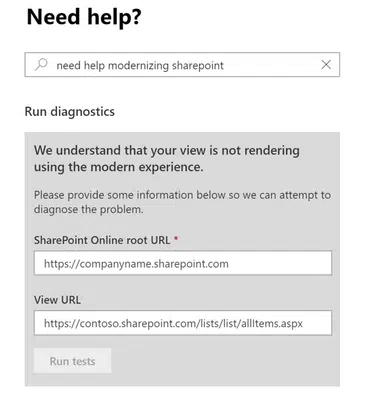 Need help?
need help modernizing sharepoint
Run diagnostics
We understand that your view is not rendering
using the modern experience.
Please provide some information below so we can attempt to
diagnose the problem.
SharePoint Online root URL *
https://companyname.sharepoint.com
View URL
https://contoso.sharepoint.com/lists/list/allItems.aspx
Run tests